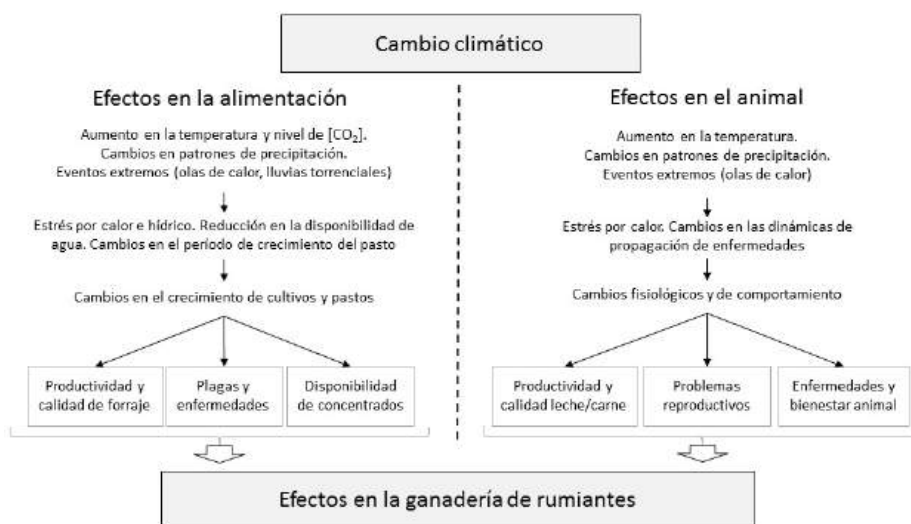 Cambio climático
Efectos en la alimentación
Aumento en la temperatura y nivel de [CO₂].
Cambios en patrones de precipitación.
Eventos extremos (olas de calor, lluvias torrenciales)
Estrés por calor e hídrico. Reducción en la disponibilidad de
agua. Cambios en el período de crecimiento del pasto
Cambios en el crecimiento de cultivos y pastos
Productividad y
calidad de forraje
Plagas y
enfermedades
Disponibilidad
de concentrados
Efectos en el animal
Aumento en la temperatura.
Cambios en patrones de precipitación.
Eventos extremos (olas de calor)
Estrés por calor. Cambios en las dinámicas de
propagación de enfermedades
Cambios fisiológicos y de comportamiento
Productividad y
calidad leche/carne
Problemas
reproductivos
Enfermedades y
bienestar animal
Efectos en la ganadería de rumiantes